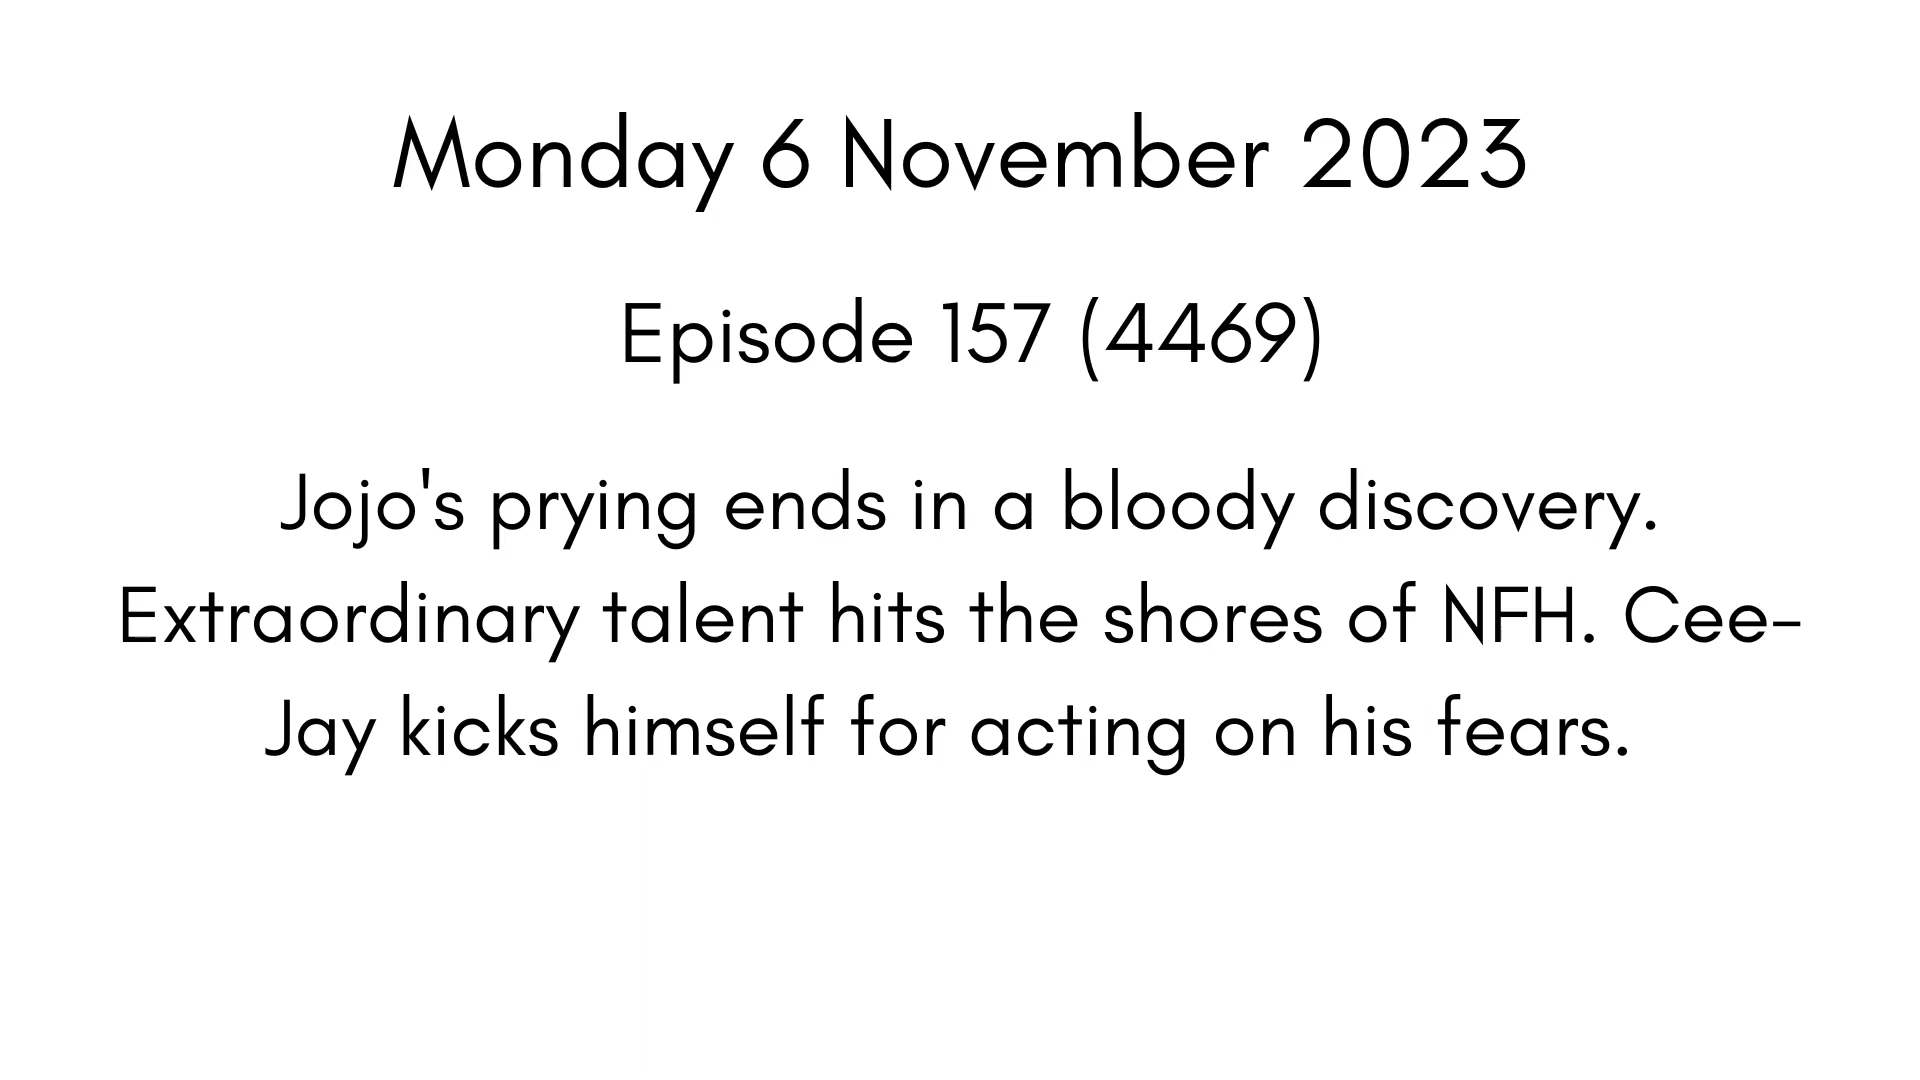 Monday 6 November 2023
Episode 157 (4469)
Jojo's prying ends in a bloody discovery.
Extraordinary talent hits the shores of NFH. Cee-
Jay kicks himself for acting on his fears.